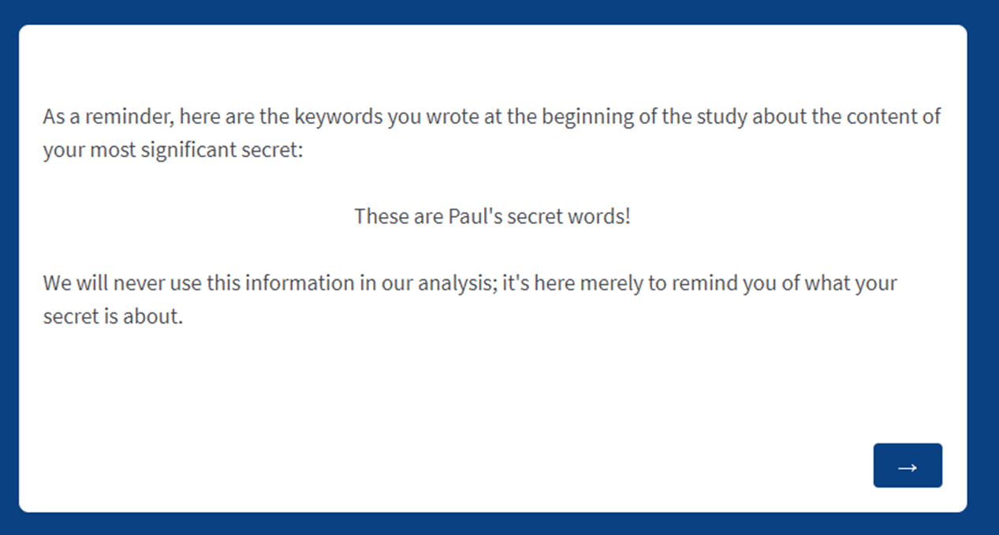 As a reminder, here are the keywords you wrote at the beginning of the study about the content of
your most significant secret:
These are Paul's secret words!
We will never use this information in our analysis; it's here merely to remind you of what your
secret is about.
→